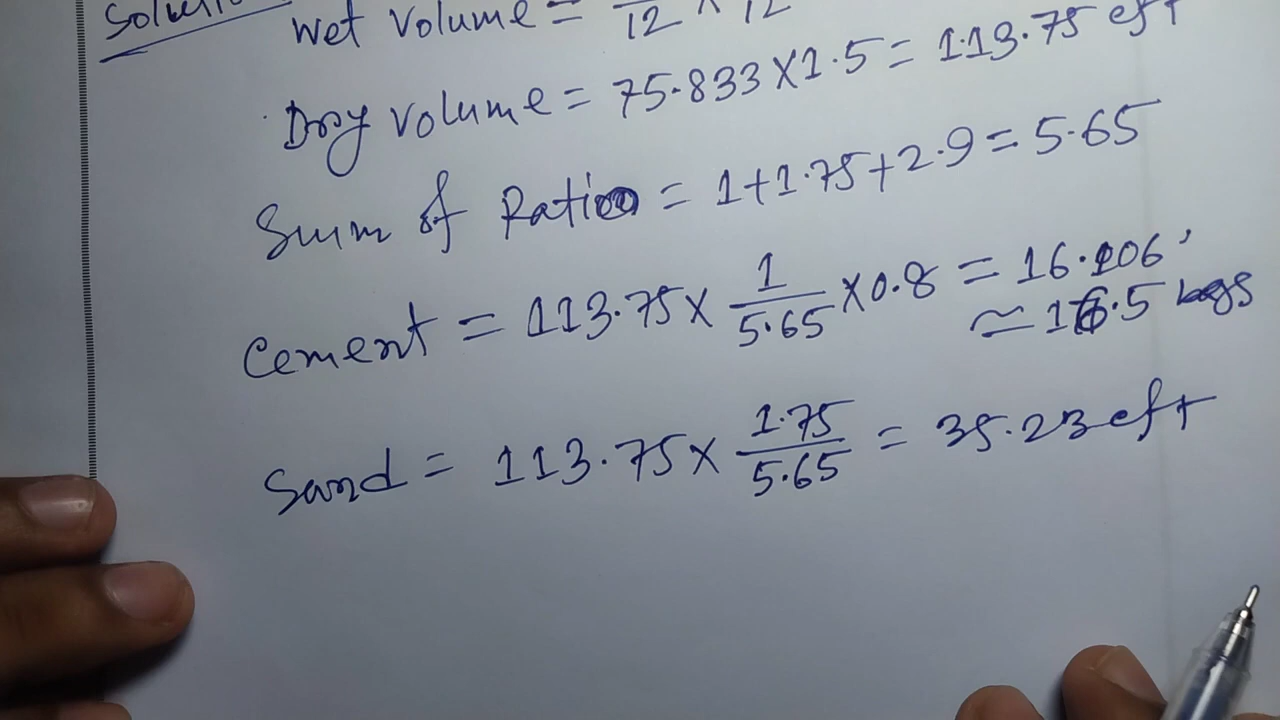 Solution
Wet Volume = /12 × /12
Dry Volume = 75.833 × 1.5 = 113.75 cft
Sum of Ratio = 1+1.75+2.9 = 5.65
Cement = 113.75 × 1/5.65 × 0.8 = 16.106
≃ 16.5 bags
Sand = 113.75 × 1.75/5.65 = 35.23 cft